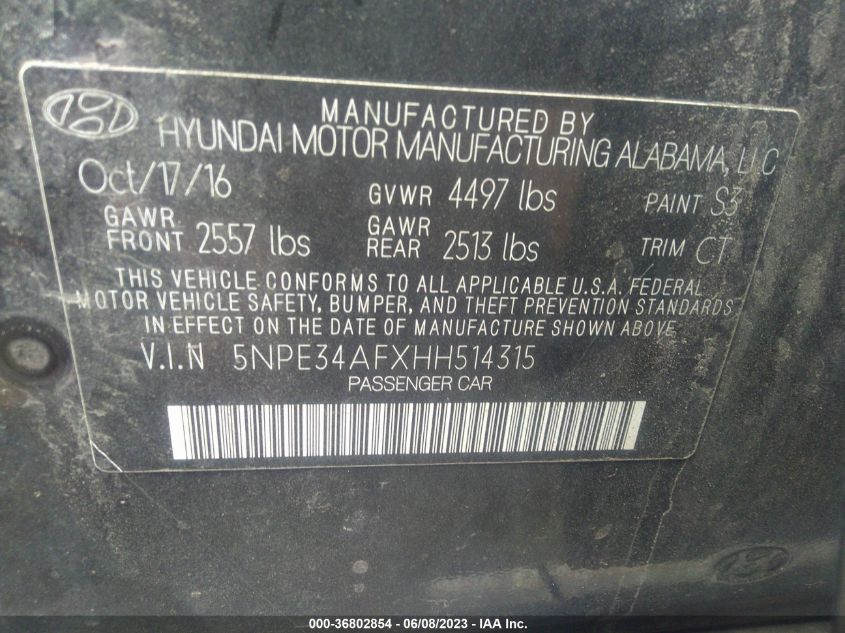 MANUFACTURED BY
HYUNDAI MOTOR MANUFACTURING ALABAMA, LLC
Oct/17/16 GVWR 4497 lbs PAINT S3
GAWR FRONT 2557 lbs GAWR REAR 2513 lbs TRIM CT
THIS VEHICLE CONFORMS TO ALL APPLICABLE U.S.A. FEDERAL
MOTOR VEHICLE SAFETY, BUMPER, AND THEFT PREVENTION STANDARDS
IN EFFECT ON THE DATE OF MANUFACTURE SHOWN ABOVE.
V.I.N 5NPE34AFXHH514315
PASSENGER CAR
000-36802854 - 06/08/2023 - IAA Inc.